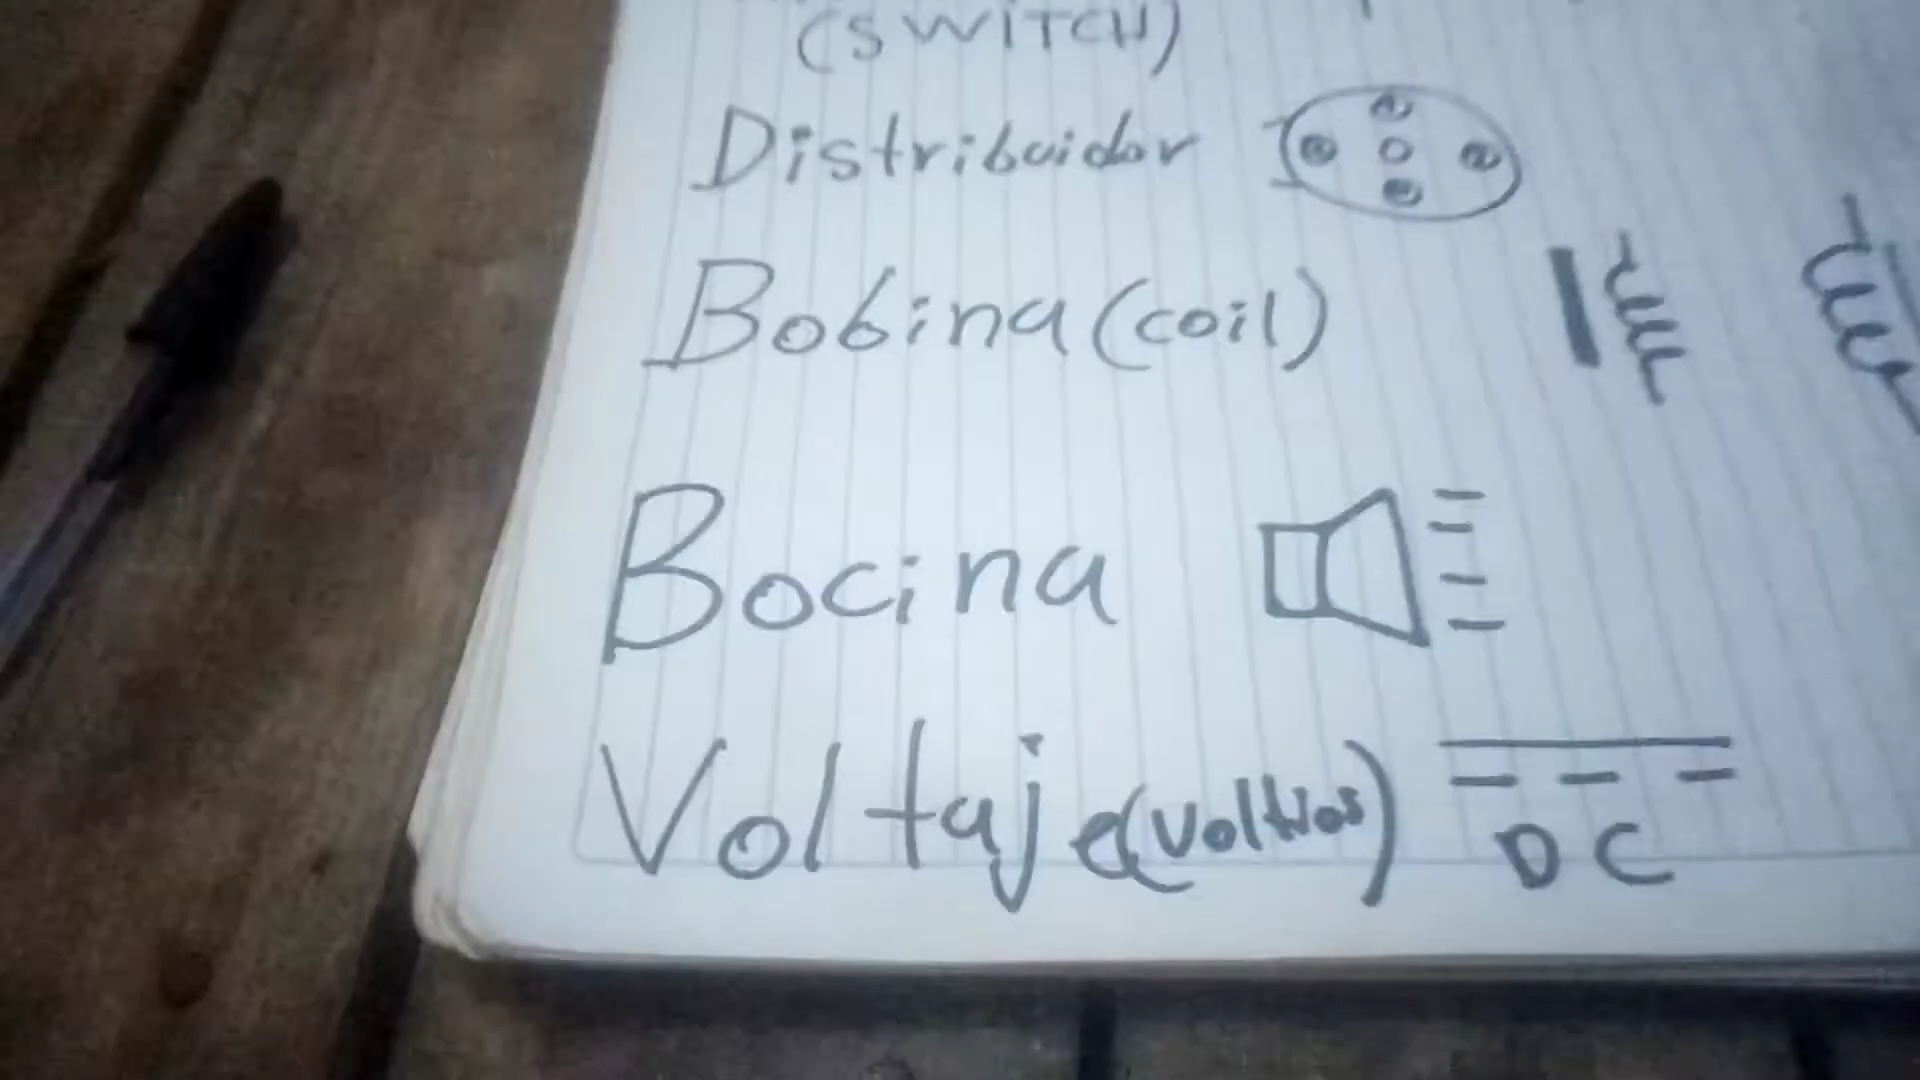 (SWITCH)
Distribuidor
Bobina (coil)
Bocina
Voltaje (voltios)
DC